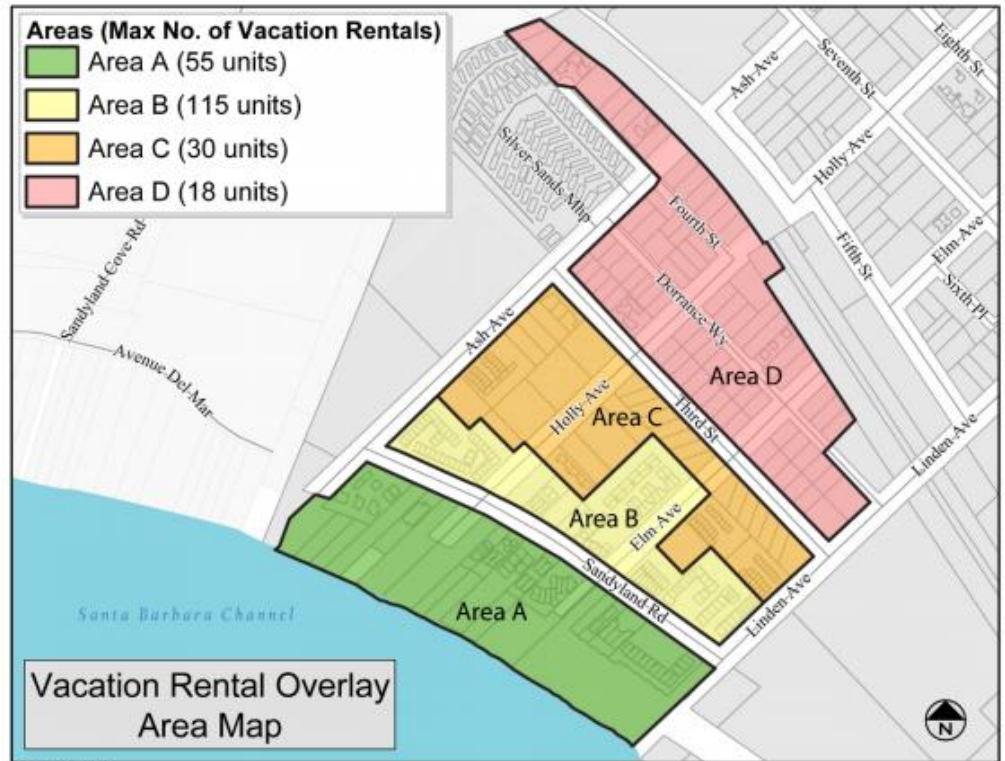 Areas (Max No. of Vacation Rentals)
Area A (55 units)
Area B (115 units)
Area C (30 units)
Area D (18 units)
Eighth St
Seventh St
Ash Ave
Holly Ave
Silver Sands Mhp
Fourth St
Elm Ave
Fifth St
Sixth Pl
Sandyland Cove Rd
Dorrance Wy
Ash Ave
Avenue Del Mar
Area D
Holly Ave
Area C
Third St
Linden Ave
Area B
Elm Ave
Sandyland Rd
Linden Ave
Area A
Santa Barbara Channel
Vacation Rental Overlay
Area Map
N